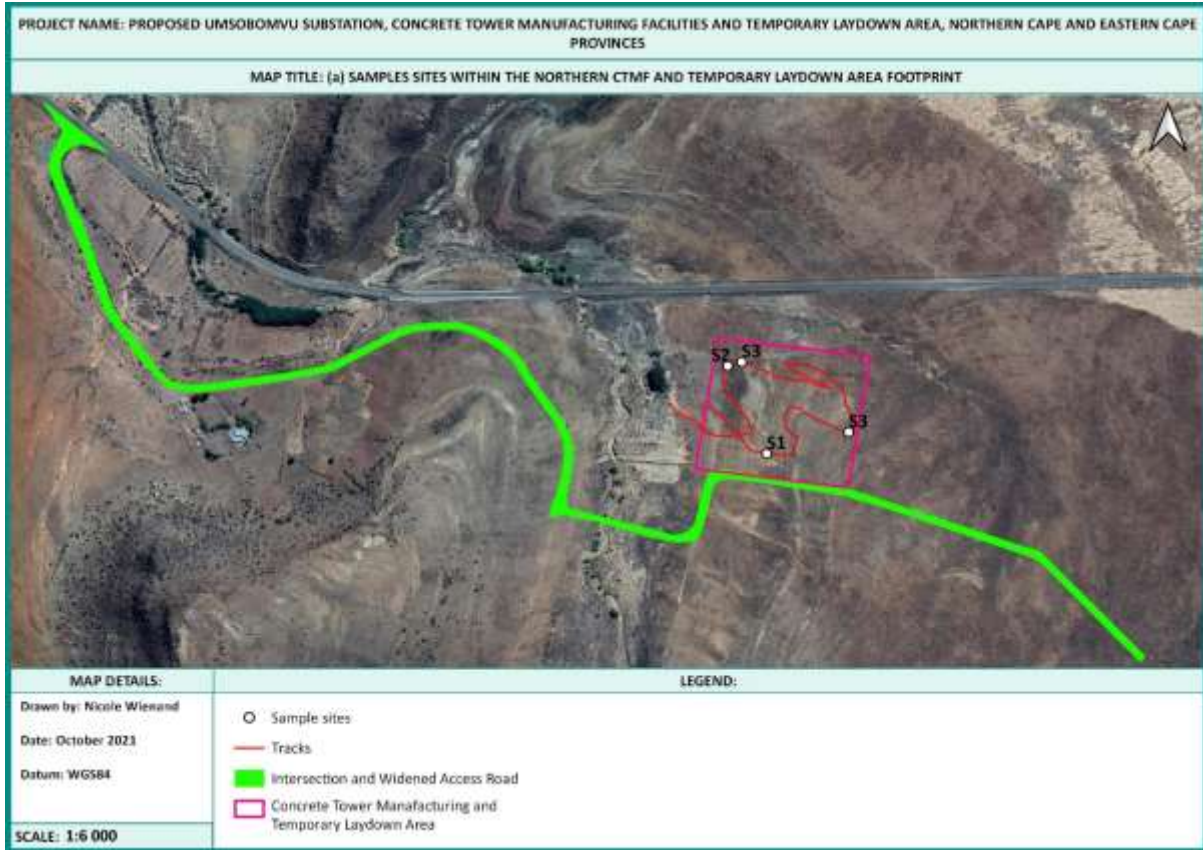 PROJECT NAME: PROPOSED UMSOBOMVU SUBSTATION, CONCRETE TOWER MANUFACTURING FACILITIES AND TEMPORARY LAYDOWN AREA, NORTHERN CAPE AND EASTERN CAPE
PROVINCES
MAP TITLE: (a) SAMPLES SITES WITHIN THE NORTHERN CTMF AND TEMPORARY LAYDOWN AREA FOOTPRINT
S2
S3
S3
S1
MAP DETAILS:
Drawn by: Nicole Wienand
Date: October 2021
Datum: WGS84
SCALE: 1:6 000
LEGEND:
Sample sites
Tracks
Intersection and Widened Access Road
Concrete Tower Manafacturing and
Temporary Laydown Area